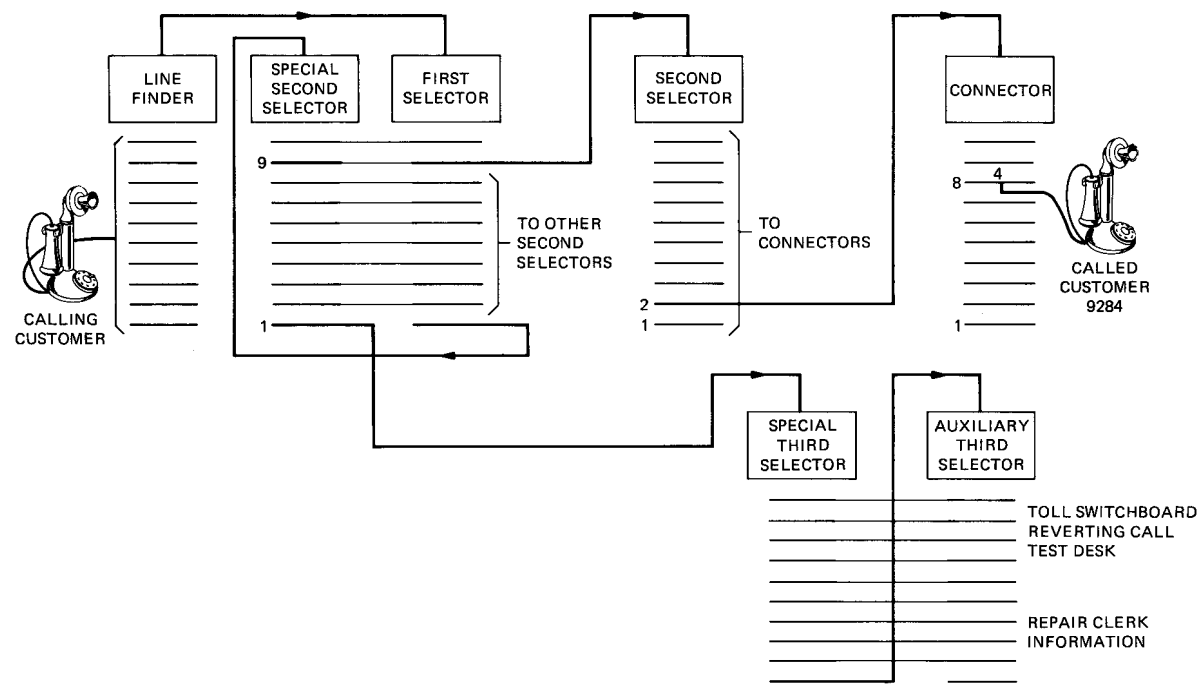 LINE
FINDER
SPECIAL
SECOND
SELECTOR
FIRST
SELECTOR
SECOND
SELECTOR
CONNECTOR
9
TO OTHER
SECOND
SELECTORS
1
2
1
TO
CONNECTORS
8
4
1
CALLING
CUSTOMER
CALLED
CUSTOMER
9284
SPECIAL
THIRD
SELECTOR
AUXILIARY
THIRD
SELECTOR
TOLL SWITCHBOARD
REVERTING CALL
TEST DESK
REPAIR CLERK
INFORMATION